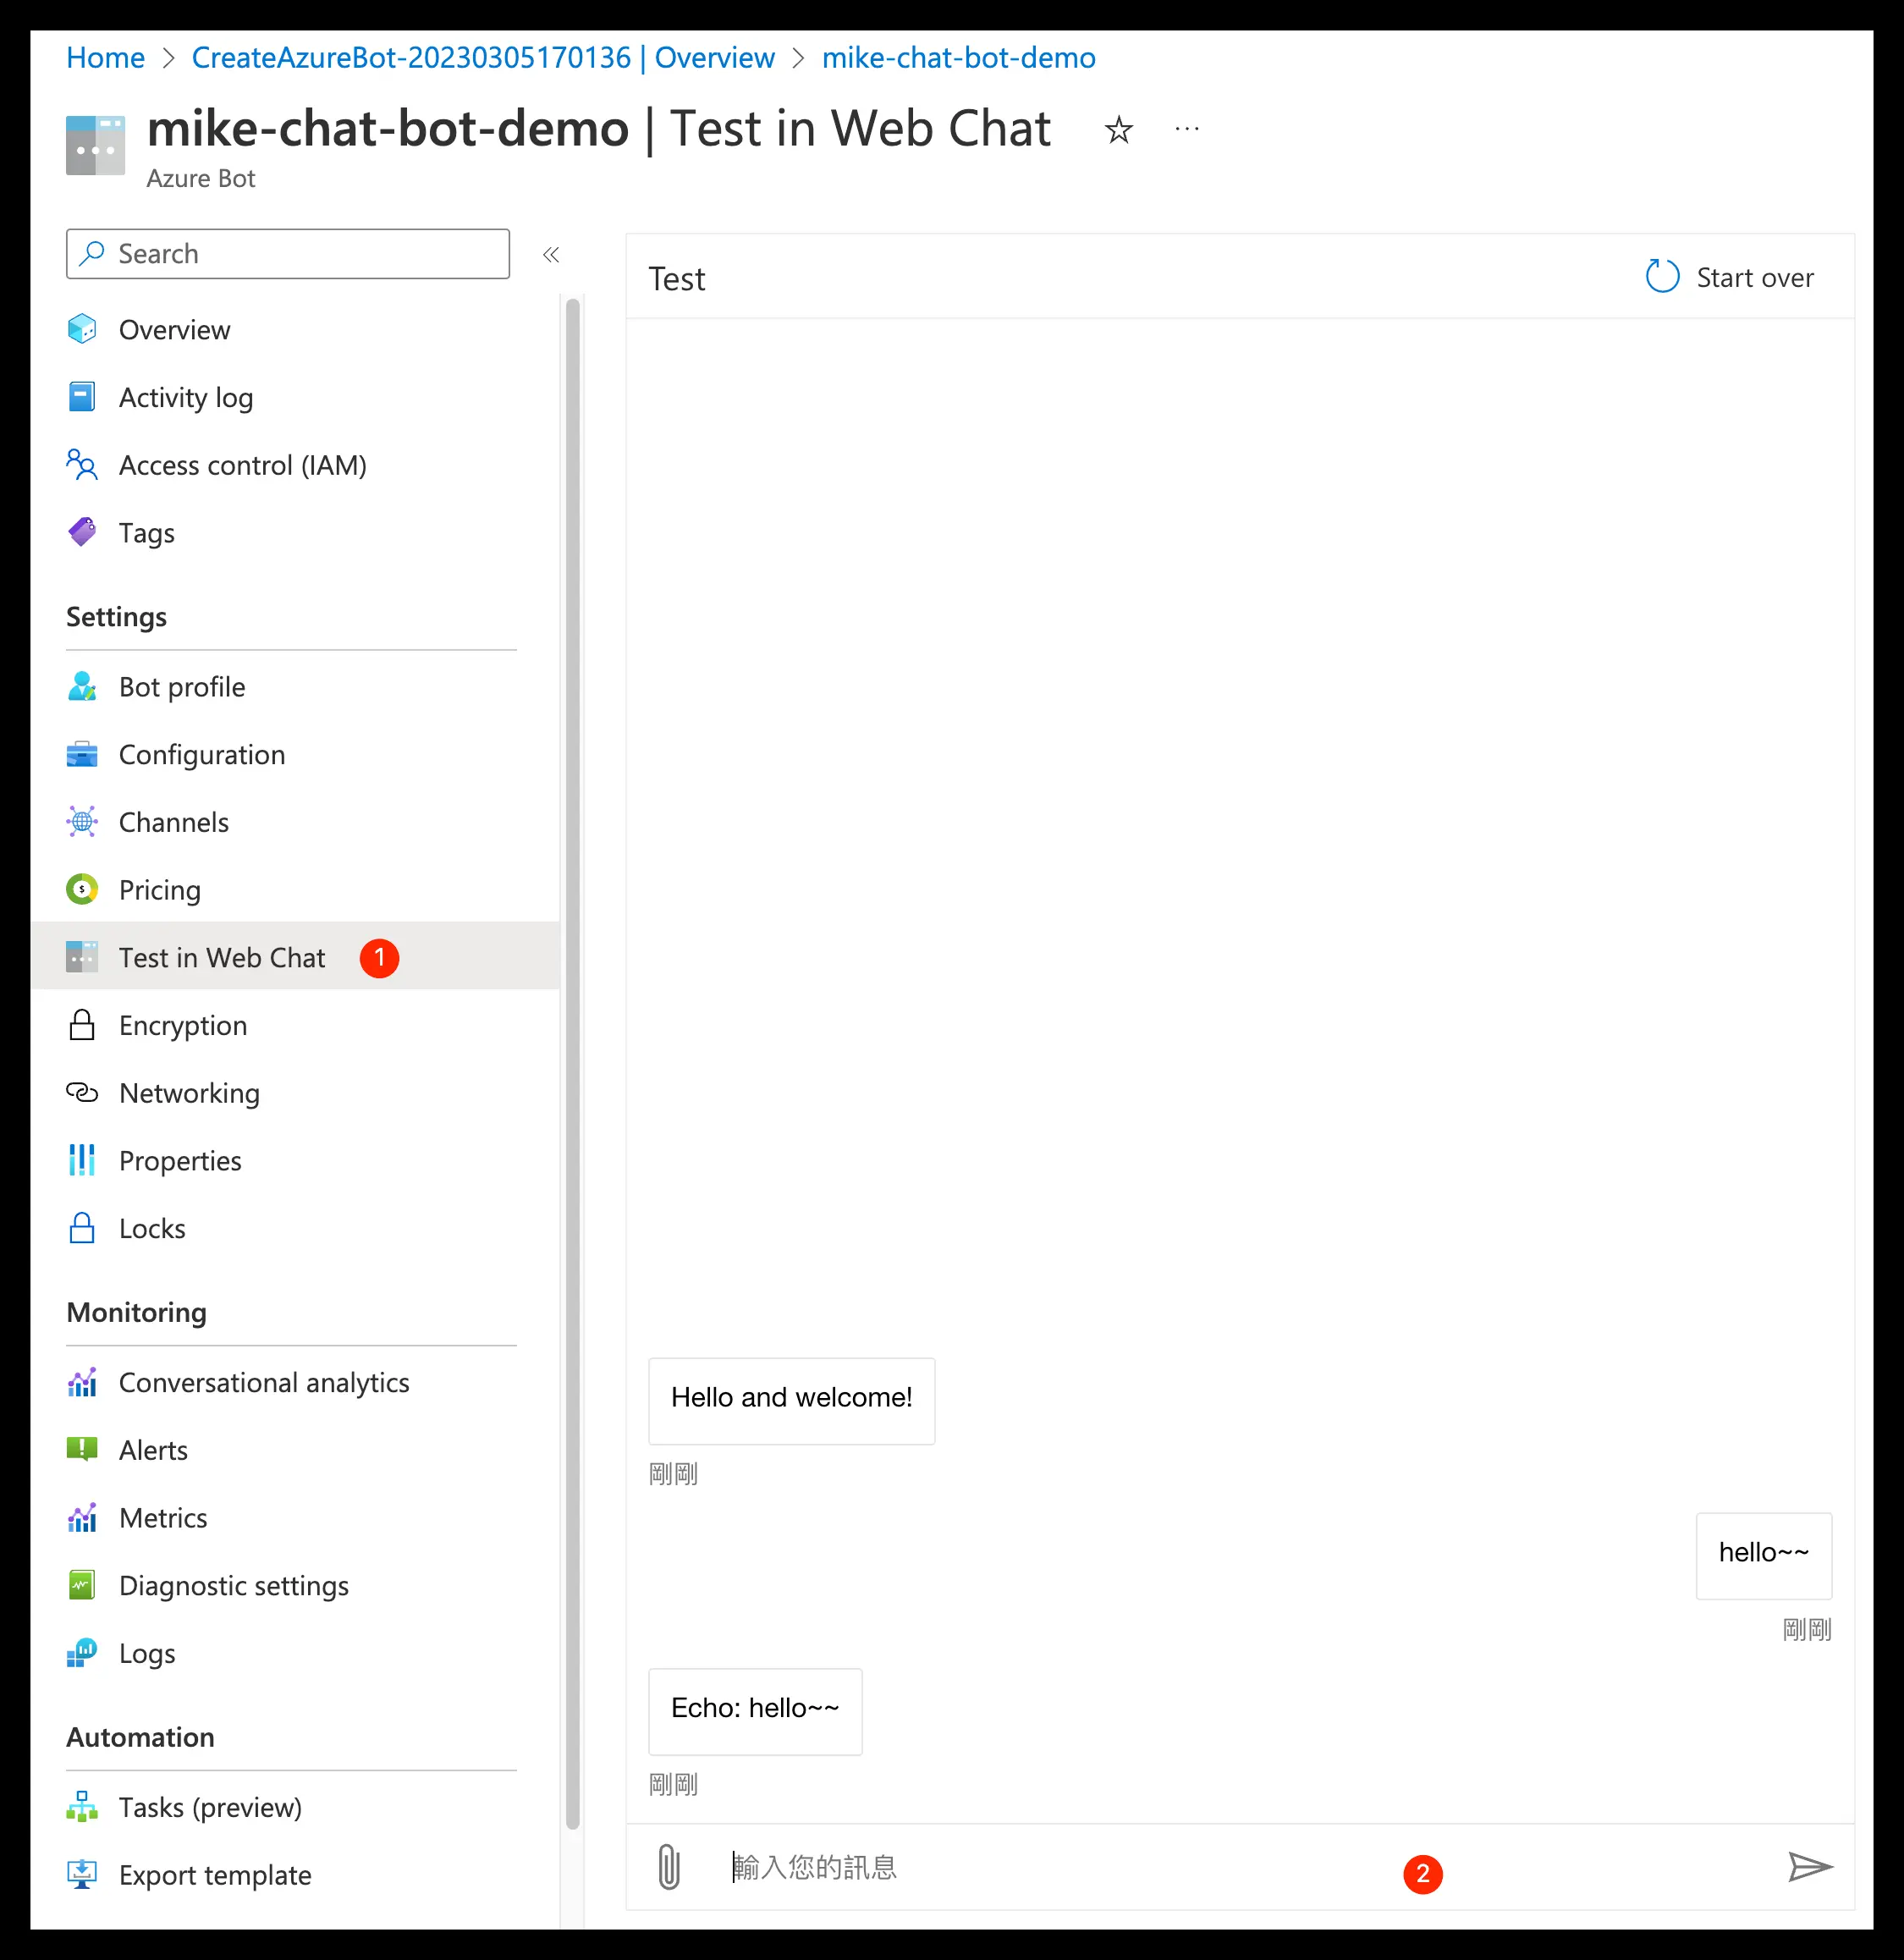 Home > CreateAzureBot-20230305170136 | Overview > mike-chat-bot-demo
mike-chat-bot-demo | Test in Web Chat
Azure Bot
Search
Overview
Activity log
Access control (IAM)
Tags
Settings
Bot profile
Configuration
Channels
Pricing
Test in Web Chat 1
Encryption
Networking
Properties
Locks
Monitoring
Conversational analytics
Alerts
Metrics
Diagnostic settings
Logs
Automation
Tasks (preview)
Export template
Test
Start over
Hello and welcome!
剛剛
hello~~
剛剛
Echo: hello~~
剛剛
輸入您的訊息 2